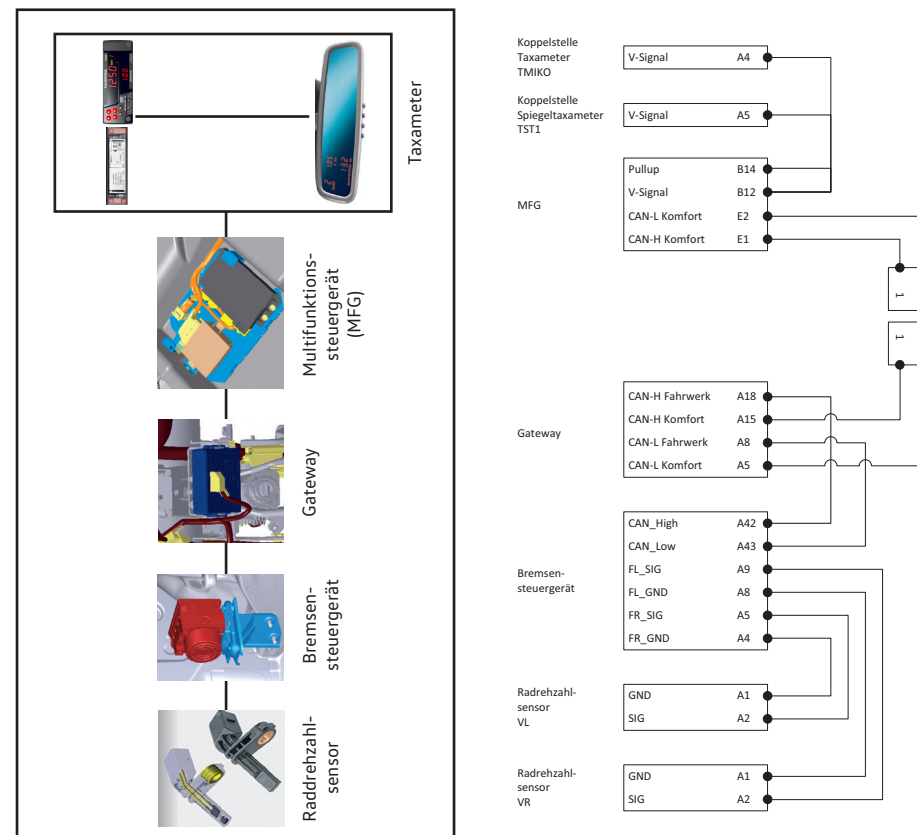 Taxameter
Multifunktions-
steuergerät
(MFG)
Gateway
Bremsen-
steuergerät
Raddrehzahl-
sensor
Koppelstelle
Taxameter
TMIKO
V-Signal A4
Koppelstelle
Spiegeltaxameter
TST1
V-Signal A5
MFG
Pullup B14
V-Signal B12
CAN-L Komfort E2
CAN-H Komfort E1
1
1
Gateway
CAN-H Fahrwerk A18
CAN-H Komfort A15
CAN-L Fahrwerk A8
CAN-L Komfort A5
Bremsen-
steuergerät
CAN_High A42
CAN_Low A43
FL_SIG A9
FL_GND A8
FR_SIG A5
FR_GND A4
Radrehzahl-
sensor
VL
GND A1
SIG A2
Radrehzahl-
sensor
VR
GND A1
SIG A2